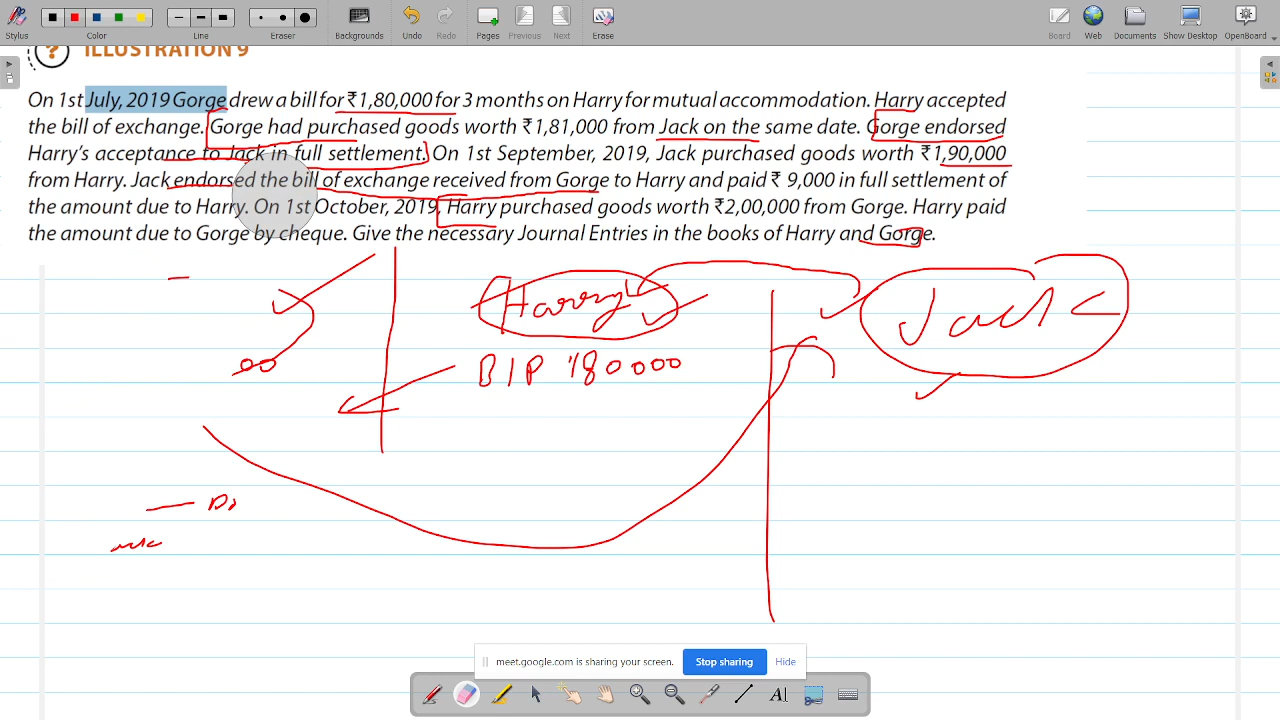 Stylus Color Line Eraser Backgrounds Undo Redo Pages Previous Next Erase Board Web Documents Show Desktop OpenBoard
? ILLUSTRATION 9
On 1st July, 2019 Gorge drew a bill for ₹1,80,000 for 3 months on Harry for mutual accommodation. Harry accepted
the bill of exchange. Gorge had purchased goods worth ₹1,81,000 from Jack on the same date. Gorge endorsed
Harry's acceptance to Jack in full settlement. On 1st September, 2019, Jack purchased goods worth ₹1,90,000
from Harry. Jack endorsed the bill of exchange received from Gorge to Harry and paid ₹ 9,000 in full settlement of
the amount due to Harry. On 1st October, 2019, Harry purchased goods worth ₹2,00,000 from Gorge. Harry paid
the amount due to Gorge by cheque. Give the necessary Journal Entries in the books of Harry and Gorge.
Harry Jack
00 B/P 180000
meet.google.com is sharing your screen. Stop sharing Hide
AI